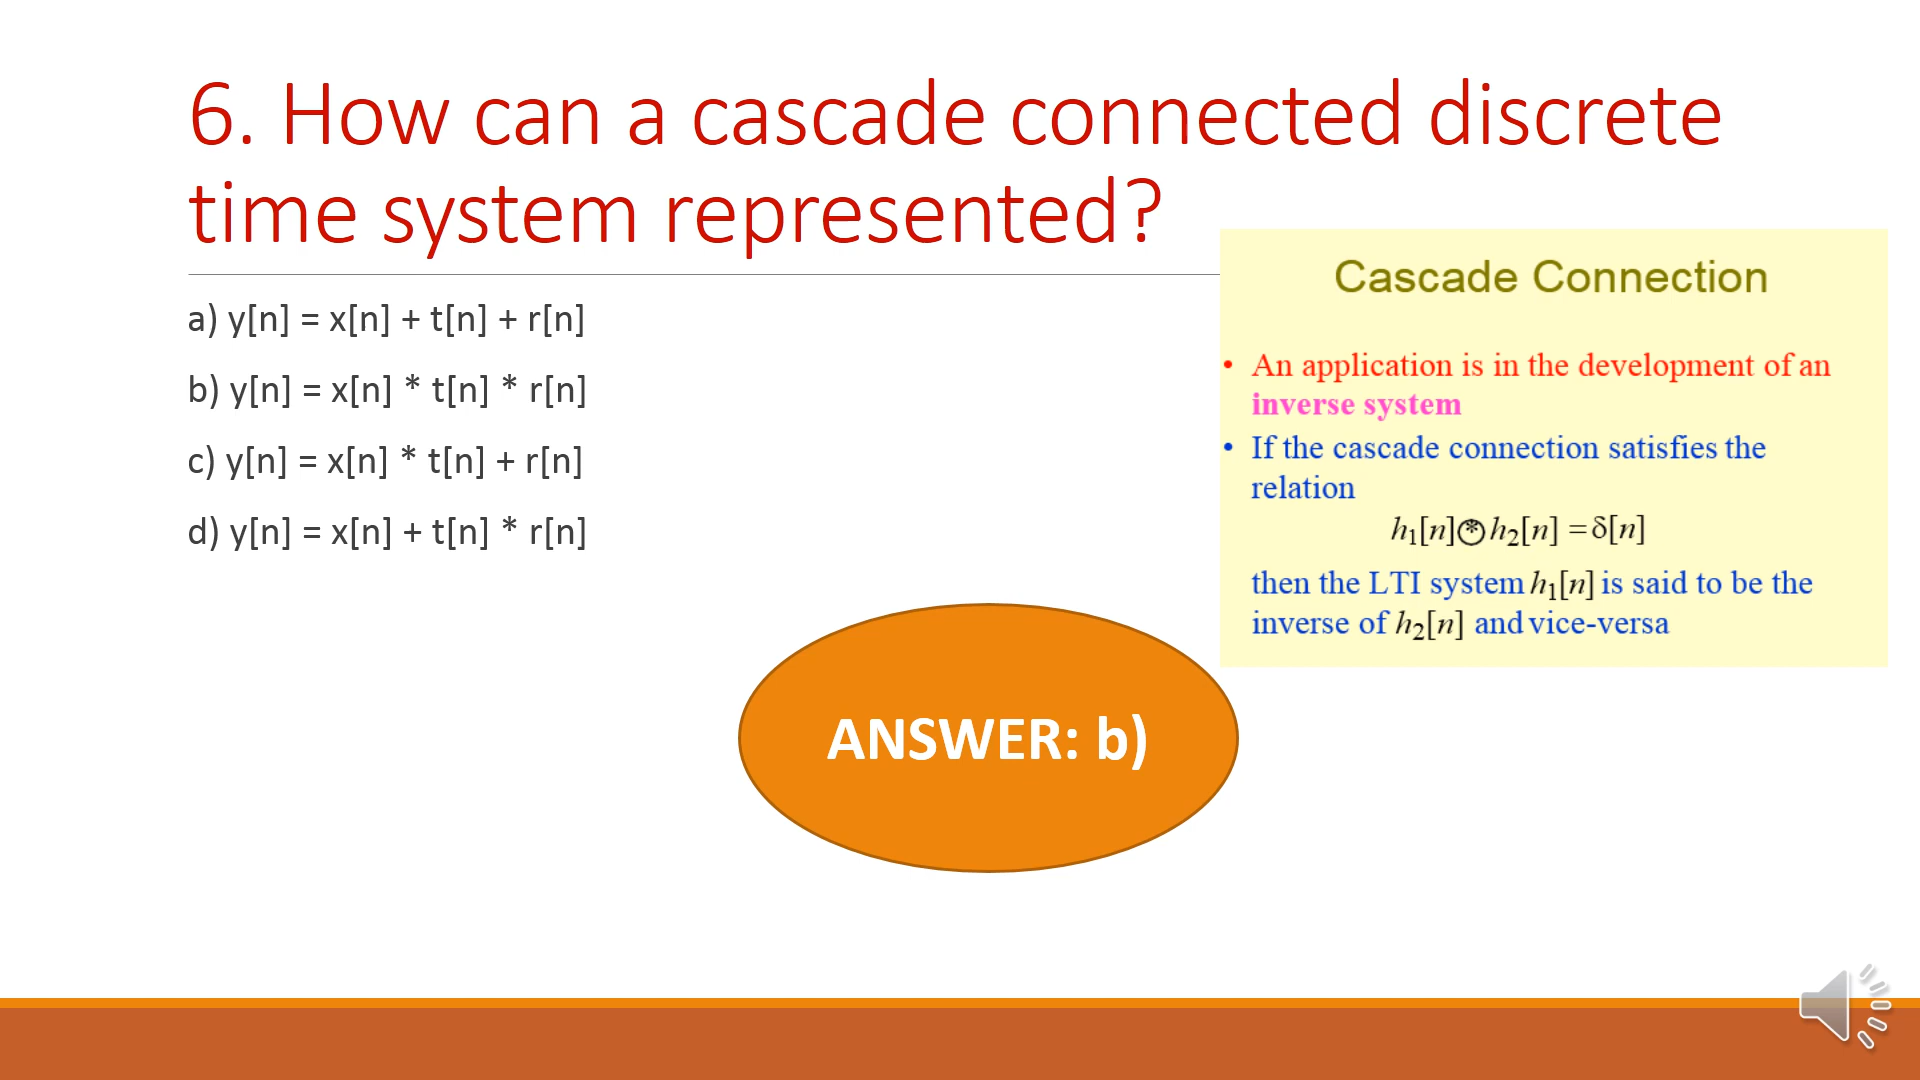 6. How can a cascade connected discrete
time system represented?
a) y[n] = x[n] + t[n] + r[n]
b) y[n] = x[n] * t[n] * r[n]
c) y[n] = x[n] * t[n] + r[n]
d) y[n] = x[n] + t[n] * r[n]
Cascade Connection
• An application is in the development of an
inverse system
• If the cascade connection satisfies the
relation
h₁[n]⊛h₂[n] = δ[n]
then the LTI system h₁[n] is said to be the
inverse of h₂[n] and vice-versa
ANSWER: b)